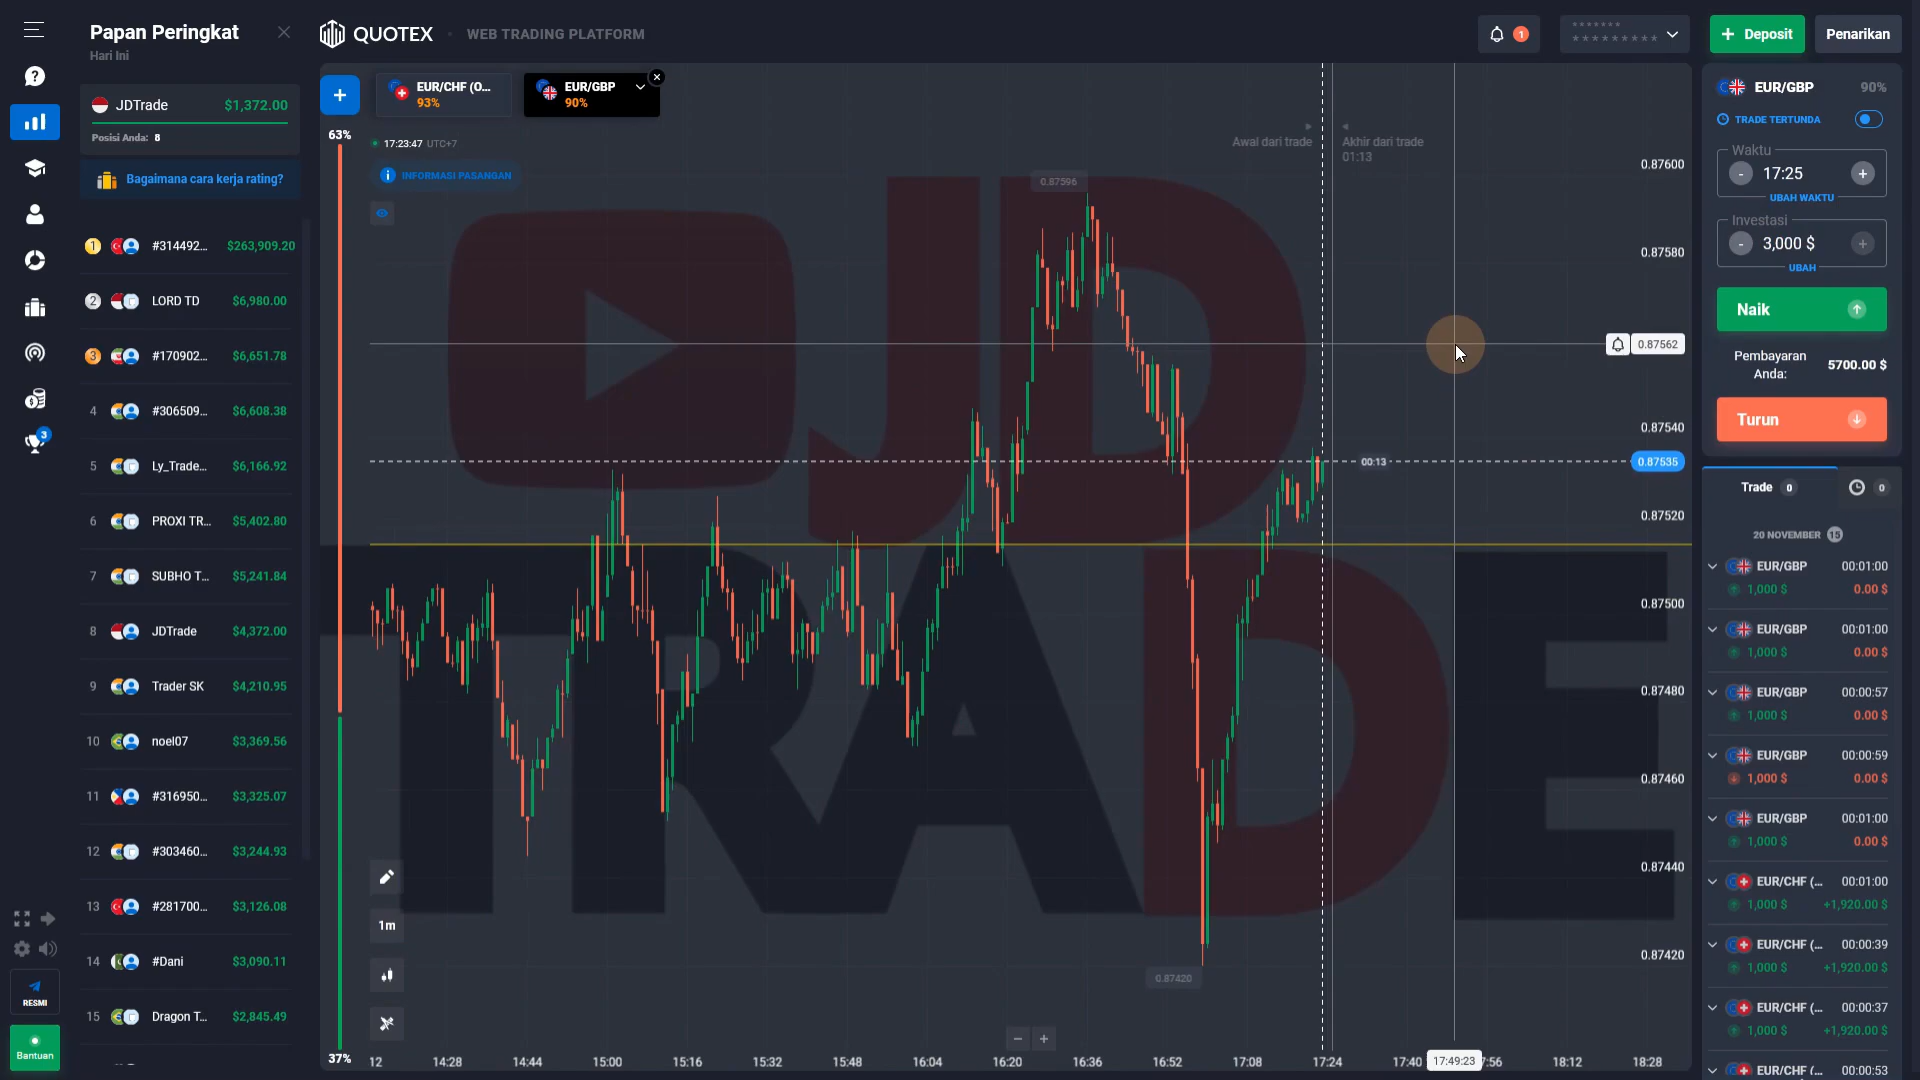 Papan Peringkat
Hari Ini
JDTrade $1,372.00
Posisi Anda: 8
Bagaimana cara kerja rating?
1 #314492... $263,909.20
2 LORD TD $6,980.00
3 #170902... $6,651.78
4 #306509... $6,608.38
5 Ly_Trade... $6,166.92
6 PROXI TR... $5,402.80
7 SUBHO T... $5,241.84
8 JDTrade $4,372.00
9 Trader SK $4,210.95
10 noel07 $3,369.56
11 #316950... $3,325.07
12 #303460... $3,244.93
13 #281700... $3,126.08
14 #Dani $3,090.11
15 Dragon T... $2,845.49
3
RESMI
Bantuan
QUOTEX WEB TRADING PLATFORM
1
*******
*********
+ Deposit
Penarikan
+
EUR/CHF (O...
93%
EUR/GBP
90%
63%
37%
17:23:47 UTC+7
INFORMASI PASANGAN
Awal dari trade
Akhir dari trade
01:13
0.87596
0.87420
00:13
JD
TRADE
1m
0.87600
0.87580
0.87562
0.87540
0.87535
0.87520
0.87500
0.87480
0.87460
0.87440
0.87420
- +
12 14:28 14:44 15:00 15:16 15:32 15:48 16:04 16:20 16:36 16:52 17:08 17:24 17:40 17:49:23 :56 18:12 18:28
EUR/GBP 90%
TRADE TERTUNDA
Waktu
- 17:25 +
UBAH WAKTU
Investasi
- 3,000 $ +
UBAH
Naik
Pembayaran
Anda: 5700.00 $
Turun
Trade 0 0
20 NOVEMBER 15
EUR/GBP 00:01:00
1,000 $ 0.00 $
EUR/GBP 00:01:00
1,000 $ 0.00 $
EUR/GBP 00:00:57
1,000 $ 0.00 $
EUR/GBP 00:00:59
1,000 $ 0.00 $
EUR/GBP 00:01:00
1,000 $ 0.00 $
EUR/CHF (... 00:01:00
1,000 $ +1,920.00 $
EUR/CHF (... 00:00:39
1,000 $ +1,920.00 $
EUR/CHF (... 00:00:37
1,000 $ +1,920.00 $
EUR/CHF (... 00:00:53